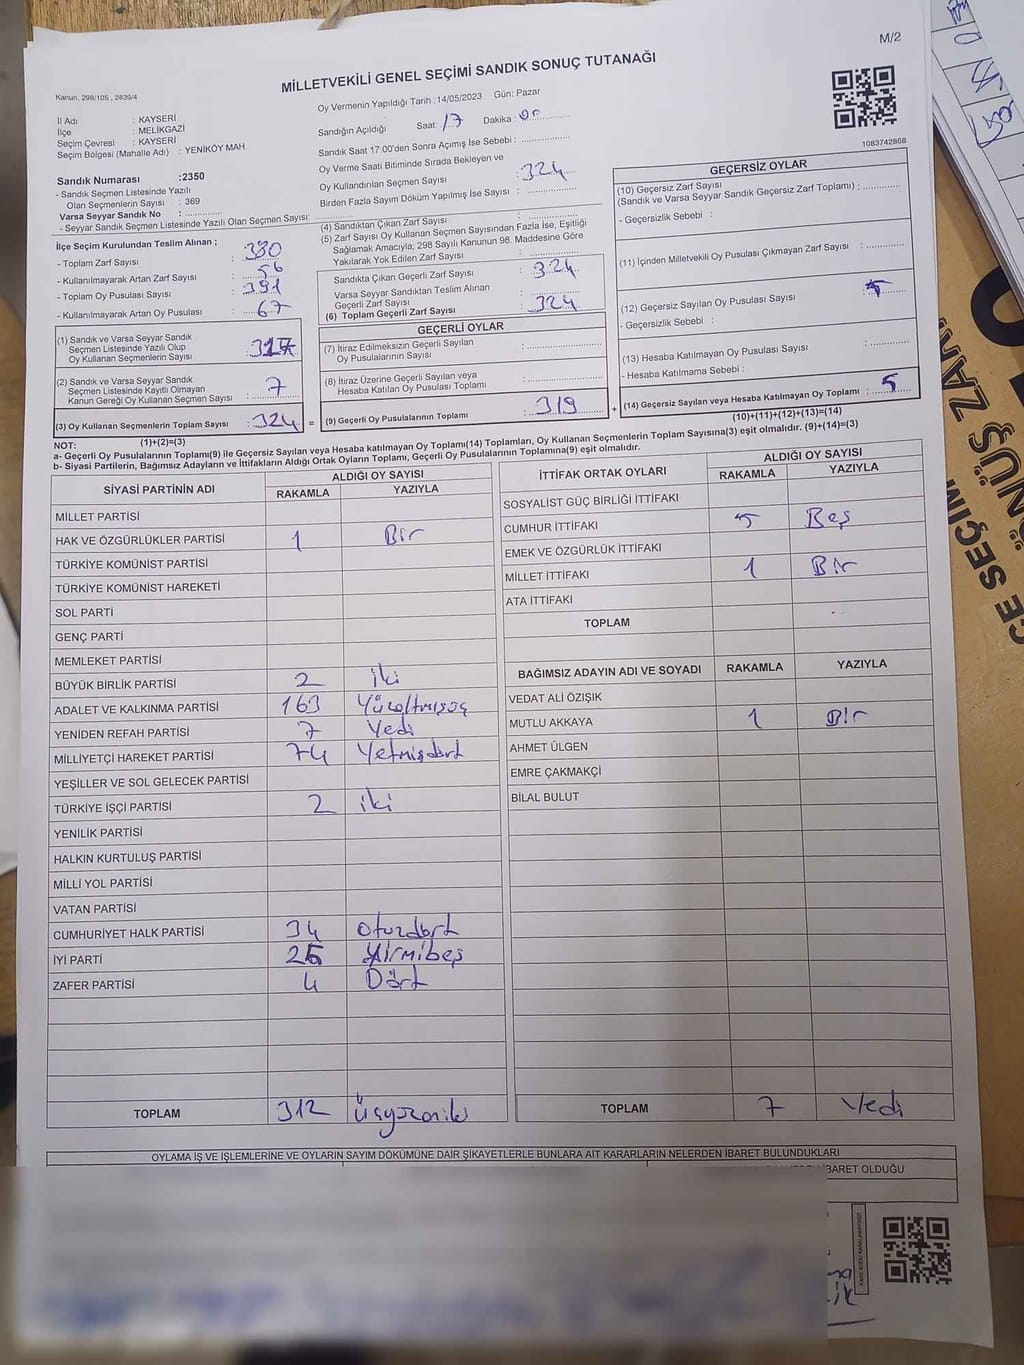 M/2
MİLLETVEKİLİ GENEL SEÇİMİ SANDIK SONUÇ TUTANAĞI
Kanun, 298/105 , 2839/4
Oy Vermenin Yapıldığı Tarih :14/05/2023 Gün: Pazar
İl Adı : KAYSERİ
İlçe : MELİKGAZİ
Seçim Çevresi : KAYSERİ
Seçim Bölgesi (Mahalle Adı) : YENİKÖY MAH.
Sandığın Açıldığı Saat: 17 Dakika:
Sandık Saat 17:00'den Sonra Açımış İse Sebebi :
Oy Verme Saati Bitiminde Sırada Bekleyen ve
Oy Kullandırılan Seçmen Sayısı : 324
Birden Fazla Sayım Döküm Yapılmış İse Sayısı :
1083742868
Sandık Numarası :2350
- Sandık Seçmen Listesinde Yazılı
Olan Seçmenlerin Sayısı : 369
Varsa Seyyar Sandık No :
- Seyyar Sandık Seçmen Listesinde Yazılı Olan Seçmen Sayısı:
İlçe Seçim Kurulundan Teslim Alınan ;
- Toplam Zarf Sayısı : 380
- Kullanılmayarak Artan Zarf Sayısı : 56
- Toplam Oy Pusulası Sayısı : 391
- Kullanılmayarak Artan Oy Pusulası : 67
(1) Sandık ve Varsa Seyyar Sandık
Seçmen Listesinde Yazılı Olup
Oy Kullanan Seçmenlerin Sayısı : 317
(2) Sandık ve Varsa Seyyar Sandık
Seçmen Listesinde Kayıtlı Olmayan
Kanun Gereği Oy Kullanan Seçmen Sayısı : 7
(3) Oy Kullanan Seçmenlerin Toplam Sayısı : 324 =
(4) Sandıktan Çıkan Zarf Sayısı :
(5) Zarf Sayısı Oy Kullanan Seçmen Sayısından Fazla İse, Eşitliği
Sağlamak Amacıyla; 298 Sayılı Kanunun 98. Maddesine Göre
Yakılarak Yok Edilen Zarf Sayısı :
Sandıkta Çıkan Geçerli Zarf Sayısı : 324
Varsa Seyyar Sandıktan Teslim Alınan
Geçerli Zarf Sayısı :
(6) Toplam Geçerli Zarf Sayısı : 324
GEÇERLİ OYLAR
(7) İtiraz Edilmeksizin Geçerli Sayılan
Oy Pusulalarının Sayısı :
(8) İtiraz Üzerine Geçerli Sayılan veya
Hesaba Katılan Oy Pusulası Toplamı :
(9) Geçerli Oy Pusulalarının Toplamı : 319 +
GEÇERSİZ OYLAR
(10) Geçersiz Zarf Sayısı
(Sandık ve Varsa Seyyar Sandık Geçersiz Zarf Toplamı) :
- Geçersizlik Sebebi :
(11) İçinden Milletvekili Oy Pusulası Çıkmayan Zarf Sayısı :
(12) Geçersiz Sayılan Oy Pusulası Sayısı : 5
- Geçersizlik Sebebi :
(13) Hesaba Katılmayan Oy Pusulası Sayısı :
- Hesaba Katılmama Sebebi :
(14) Geçersiz Sayılan veya Hesaba Katılmayan Oy Toplamı : 5
NOT: (1)+(2)=(3)
(10)+(11)+(12)+(13)=(14)
a- Geçerli Oy Pusulalarının Toplamı(9) ile Geçersiz Sayılan veya Hesaba katılmayan Oy Toplamı(14) Toplamları, Oy Kullanan Seçmenlerin Toplam Sayısına(3) eşit olmalıdır. (9)+(14)=(3)
b- Siyasi Partilerin, Bağımsız Adayların ve İttifakların Aldığı Ortak Oyların Toplamı, Geçerli Oy Pusulalarının Toplamına(9) eşit olmalıdır.
SİYASİ PARTİNİN ADI ALDIĞI OY SAYISI
RAKAMLA YAZIYLA
MİLLET PARTİSİ
HAK VE ÖZGÜRLÜKLER PARTİSİ 1 Bir
TÜRKİYE KOMÜNİST PARTİSİ
TÜRKİYE KOMÜNİST HAREKETİ
SOL PARTİ
GENÇ PARTİ
MEMLEKET PARTİSİ
BÜYÜK BİRLİK PARTİSİ 2 iki
ADALET VE KALKINMA PARTİSİ 163 Yüzaltmışüç
YENİDEN REFAH PARTİSİ 7 Yedi
MİLLİYETÇİ HAREKET PARTİSİ 74 Yetmişdört
YEŞİLLER VE SOL GELECEK PARTİSİ
TÜRKİYE İŞÇİ PARTİSİ 2 iki
YENİLİK PARTİSİ
HALKIN KURTULUŞ PARTİSİ
MİLLİ YOL PARTİSİ
VATAN PARTİSİ
CUMHURİYET HALK PARTİSİ 34 Otuzdört
İYİ PARTİ 25 Yirmibeş
ZAFER PARTİSİ 4 Dört
TOPLAM 312 Üçyüzoniki
İTTİFAK ORTAK OYLARI ALDIĞI OY SAYISI
RAKAMLA YAZIYLA
SOSYALİST GÜÇ BİRLİĞİ İTTİFAKI
CUMHUR İTTİFAKI 5 Beş
EMEK VE ÖZGÜRLÜK İTTİFAKI
MİLLET İTTİFAKI 1 Bir
ATA İTTİFAKI
TOPLAM
BAĞIMSIZ ADAYIN ADI VE SOYADI RAKAMLA YAZIYLA
VEDAT ALİ ÖZIŞIK
MUTLU AKKAYA 1 Bir
AHMET ÜLGEN
EMRE ÇAKMAKÇİ
BİLAL BULUT
TOPLAM 7 Yedi
OYLAMA İŞ VE İŞLEMLERİNE VE OYLARIN SAYIM DÖKÜMÜNE DAİR ŞİKAYETLERLE BUNLARA AİT KARARLARIN NELERDEN İBARET BULUNDUKLARI
İBARET OLDUĞU